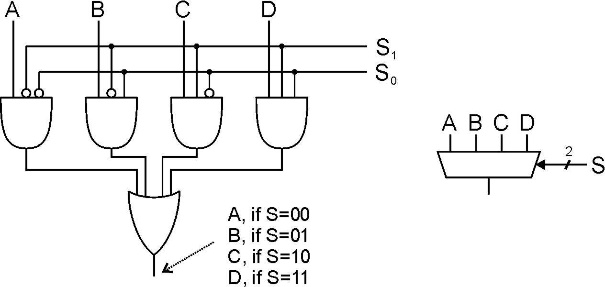 A B C D
S₁
S₀
A B C D
2
S
A, if S=00
B, if S=01
C, if S=10
D, if S=11